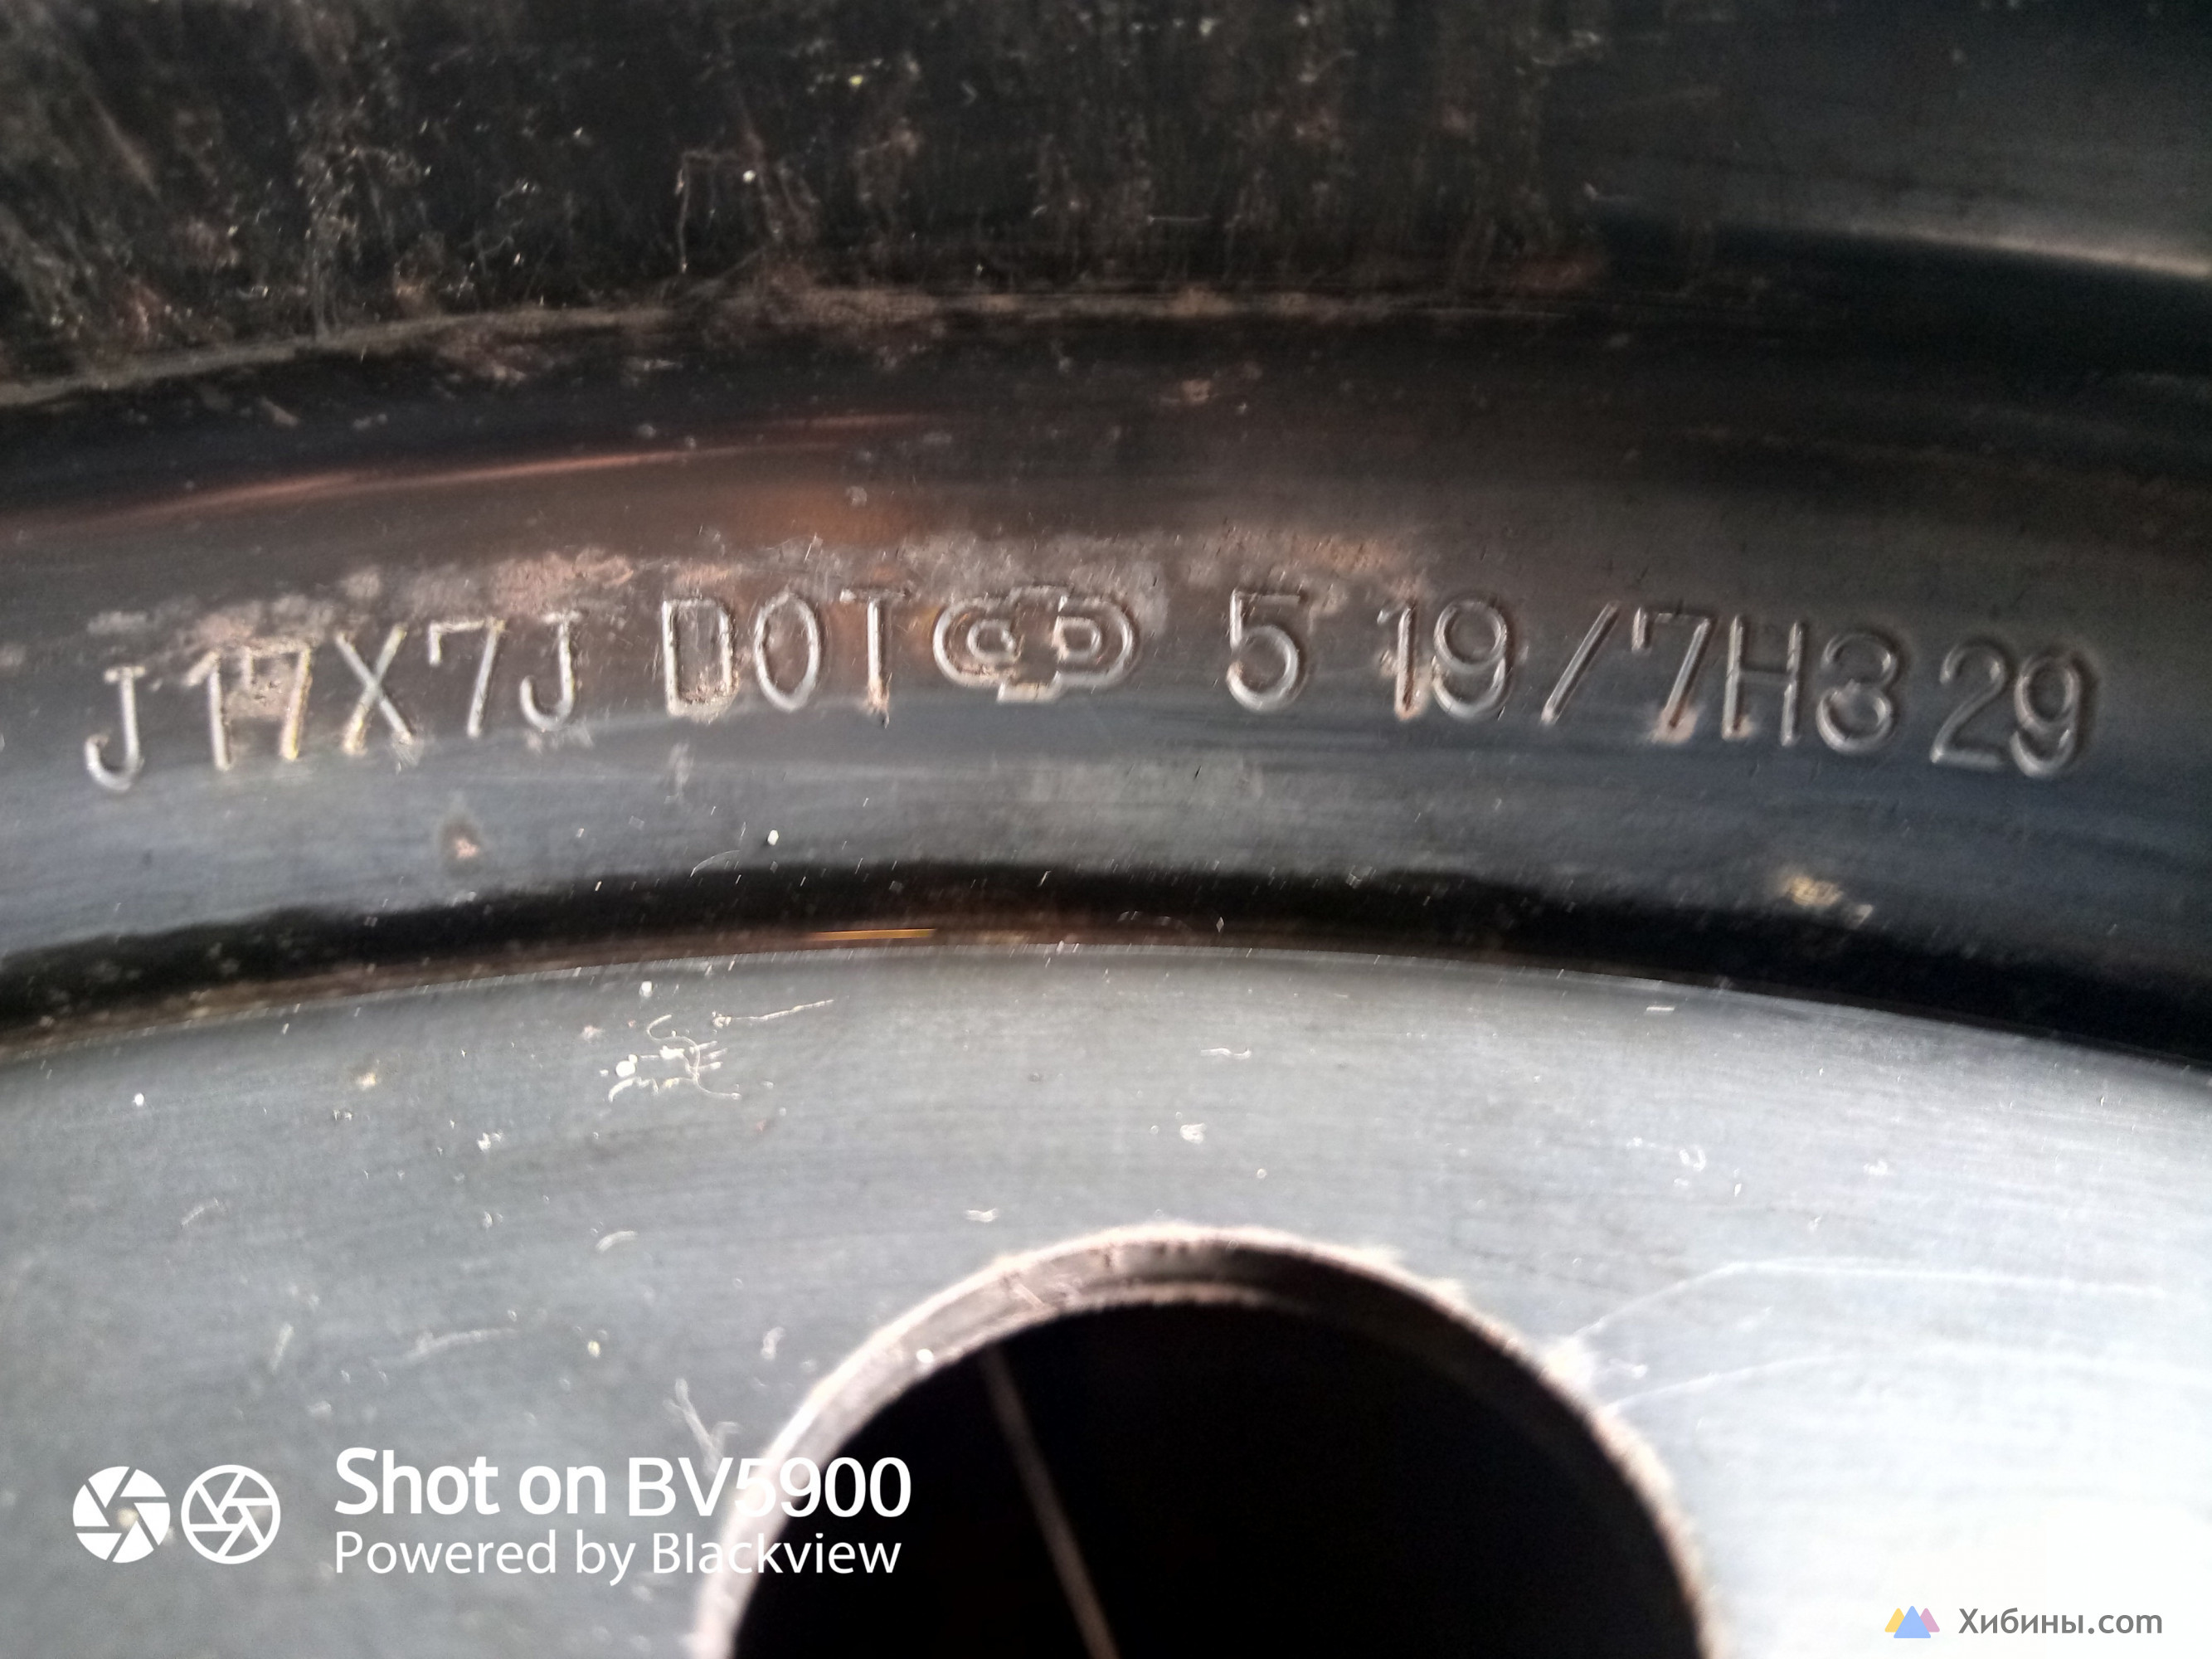 J 17X7J DOT 5 19/7H3 29
Shot on BV5900
Powered by Blackview
Хибины.com